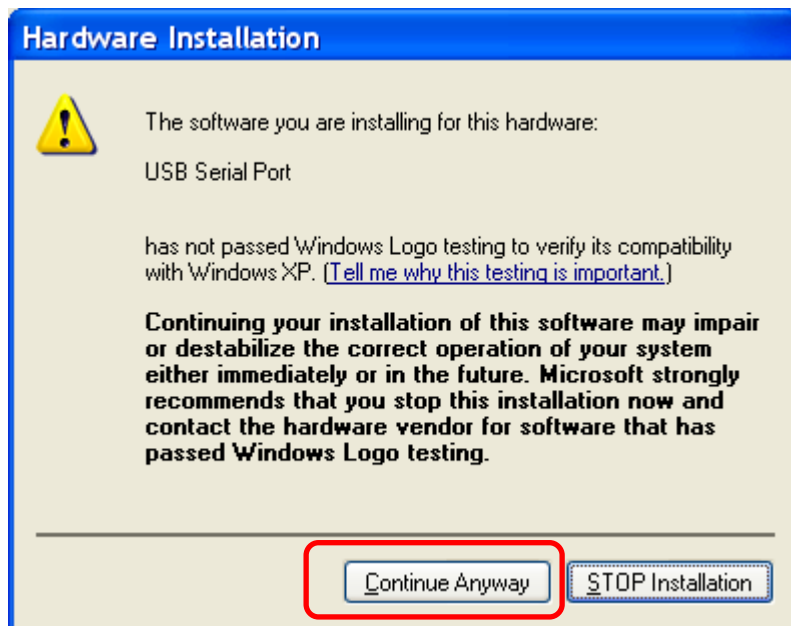 Hardware Installation
The software you are installing for this hardware:
USB Serial Port
has not passed Windows Logo testing to verify its compatibility
with Windows XP. (Tell me why this testing is important.)
Continuing your installation of this software may impair
or destabilize the correct operation of your system
either immediately or in the future. Microsoft strongly
recommends that you stop this installation now and
contact the hardware vendor for software that has
passed Windows Logo testing.
Continue Anyway
STOP Installation